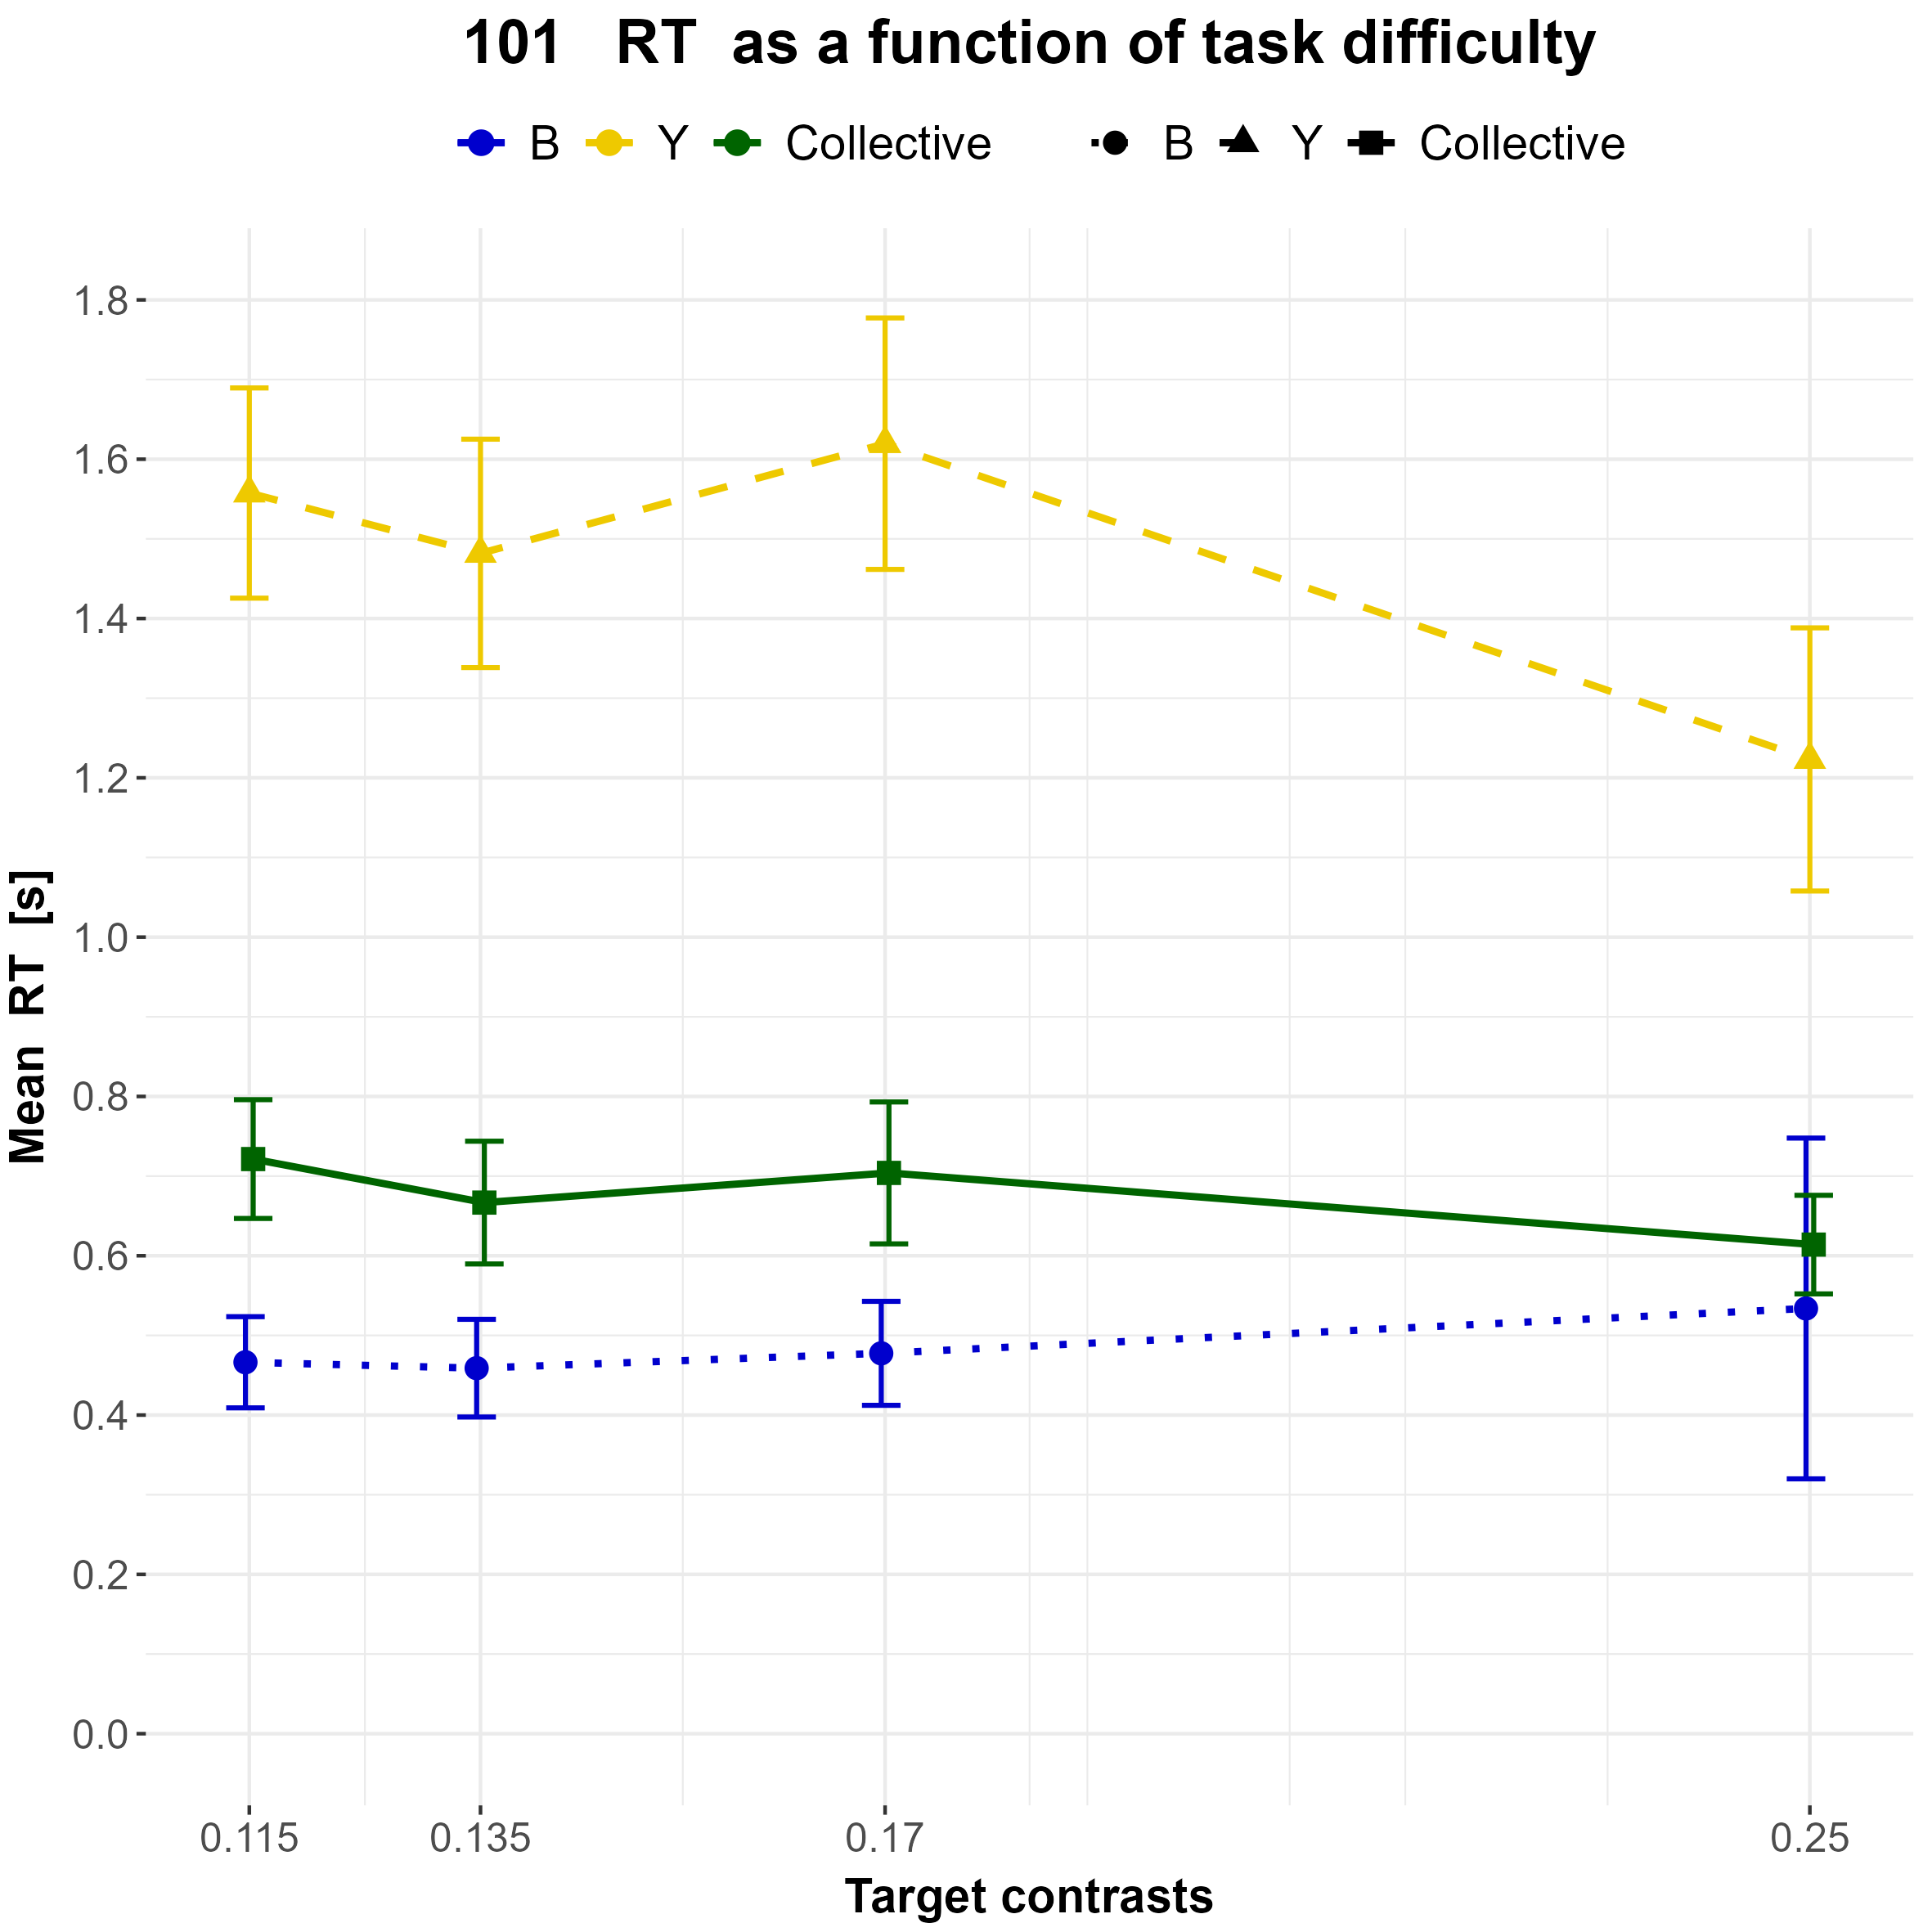 101 RT as a function of task difficulty
B Y Collective B Y Collective
1.8
1.6
1.4
1.2
1.0
0.8
0.6
0.4
0.2
0.0
Mean RT [s]
0.115 0.135 0.17 0.25
Target contrasts